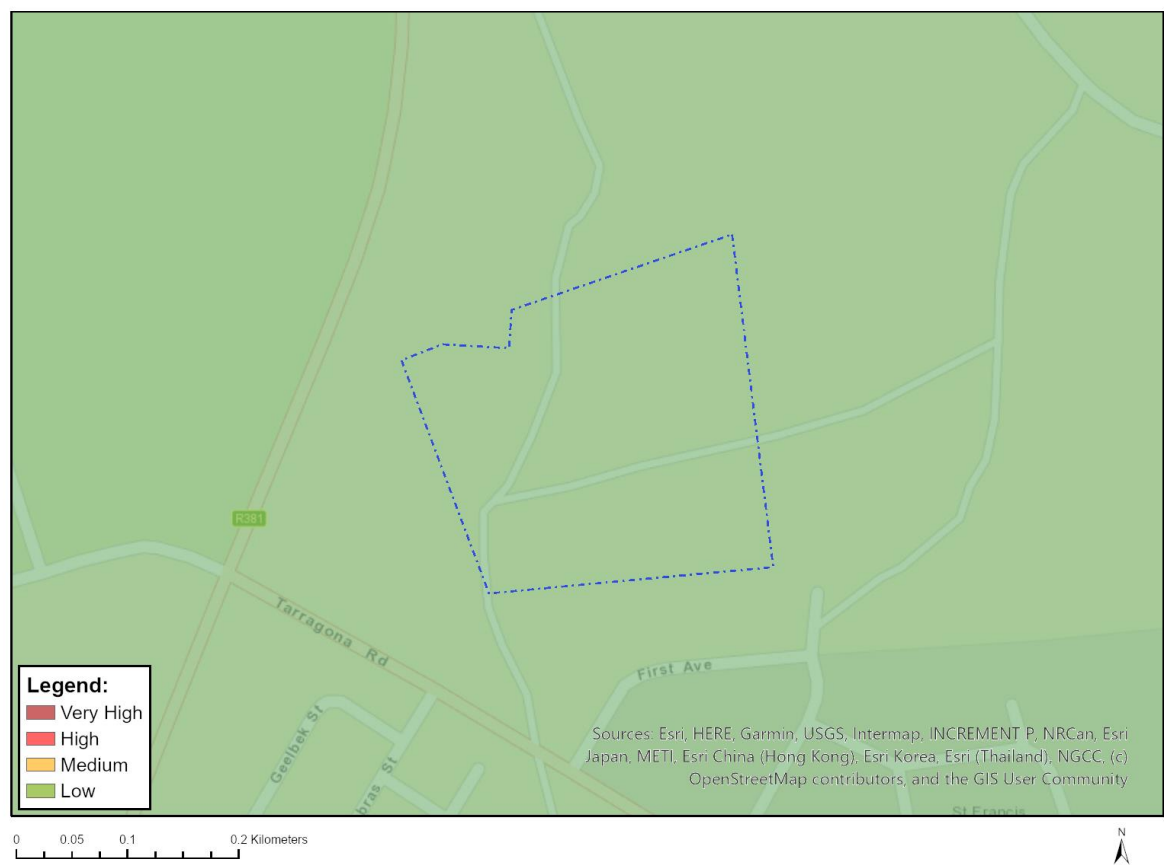 R381
Tarragona Rd
First Ave
Geelbek St
bras St
St Francis
Legend:
Very High
High
Medium
Low
Sources: Esri, HERE, Garmin, USGS, Intermap, INCREMENT P, NRCan, Esri
Japan, METI, Esri China (Hong Kong), Esri Korea, Esri (Thailand), NGCC, (c)
OpenStreetMap contributors, and the GIS User Community
0 0.05 0.1 0.2 Kilometers
N